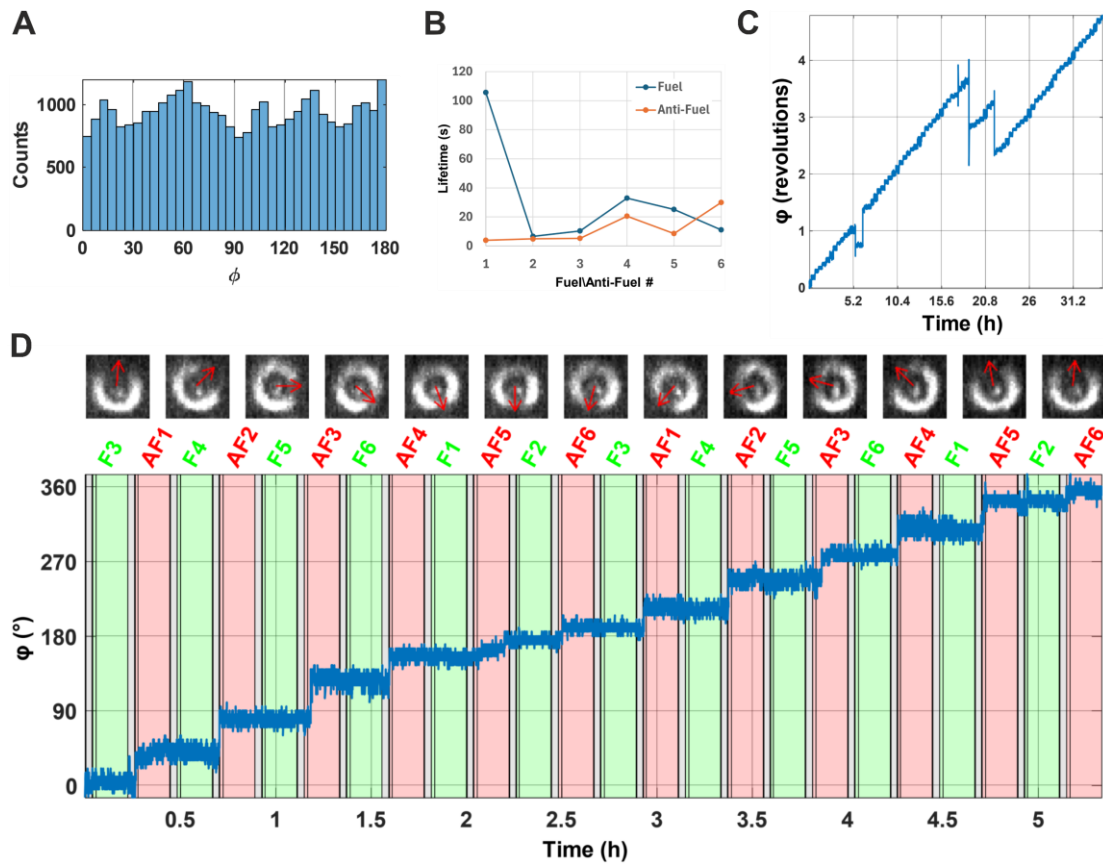 A
Counts
1000
500
0
0 30 60 90 120 150 180
ϕ
B
Lifetime (s)
120
100
80
60
40
20
0
Fuel
Anti-Fuel
1 2 3 4 5 6
Fuel\Anti-Fuel #
C
φ (revolutions)
4
3
2
1
0
5.2 10.4 15.6 20.8 26 31.2
Time (h)
D
F3 AF1 F4 AF2 F5 AF3 F6 AF4 F1 AF5 F2 AF6 F3 AF1 F4 AF2 F5 AF3 F6 AF4 F1 AF5 F2 AF6
φ (°)
360
270
180
90
0
0.5 1 1.5 2 2.5 3 3.5 4 4.5 5
Time (h)